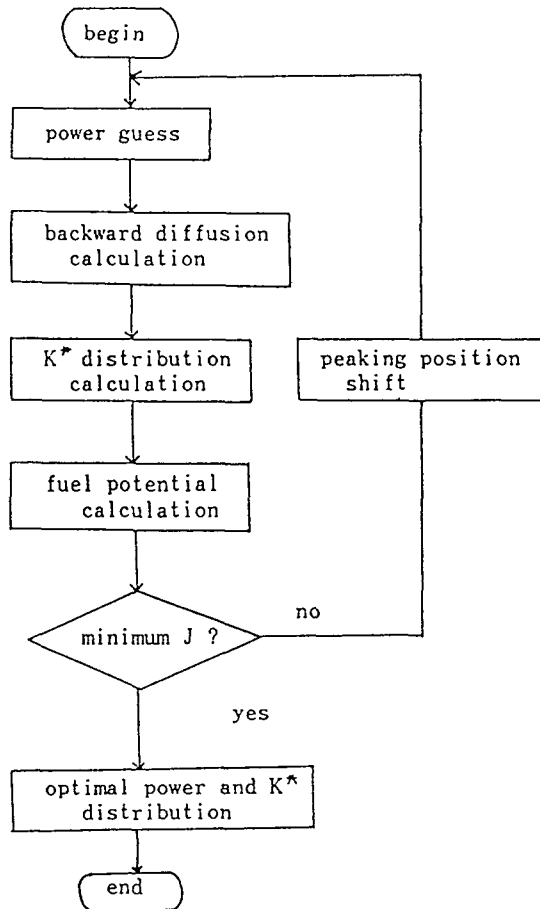 begin
power guess
backward diffusion
calculation
K* distribution
calculation
peaking position
shift
fuel potential
calculation
minimum J ?
no
yes
optimal power and K*
distribution
end